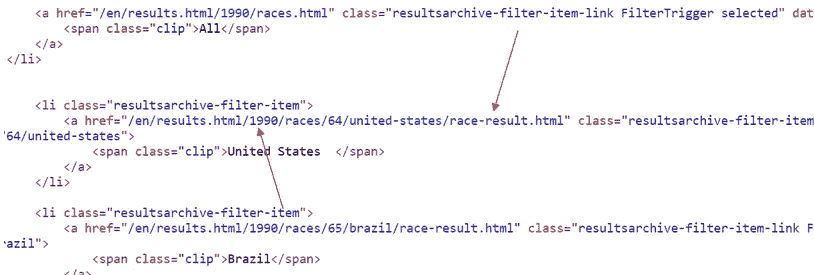 <a href="/en/results.html/1990/races.html" class="resultsarchive-filter-item-link FilterTrigger selected" dat
<span class="clip">All</span>
</a>
</li>
<li class="resultsarchive-filter-item">
<a href="/en/results.html/1990/races/64/united-states/race-result.html" class="resultsarchive-filter-item
"64/united-states">
<span class="clip">United States  </span>
</a>
</li>
<li class="resultsarchive-filter-item">
<a href="/en/results.html/1990/races/65/brazil/race-result.html" class="resultsarchive-filter-item-link F
razil">
<span class="clip">Brazil</span>
</a>